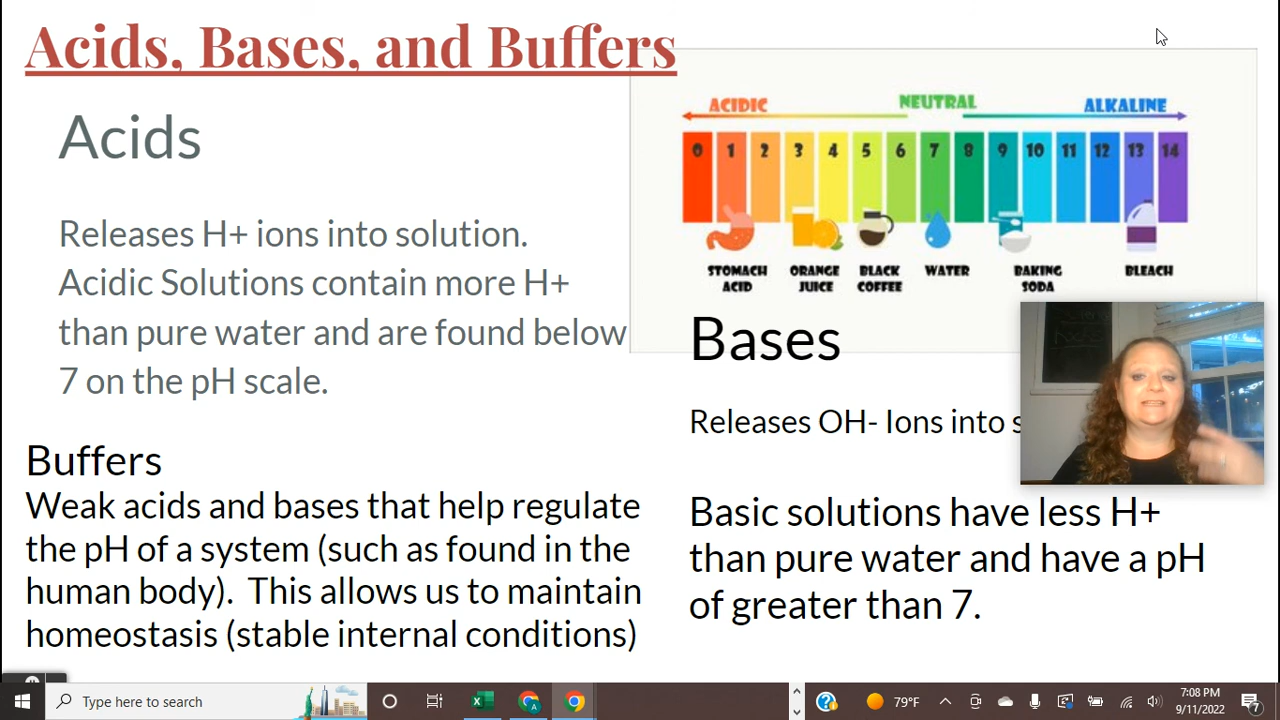 Acids, Bases, and Buffers
Acids
Releases H+ ions into solution.
Acidic Solutions contain more H+
than pure water and are found below
7 on the pH scale.
Buffers
Weak acids and bases that help regulate
the pH of a system (such as found in the
human body).  This allows us to maintain
homeostasis (stable internal conditions)
ACIDIC NEUTRAL ALKALINE
0 1 2 3 4 5 6 7 8 9 10 11 12 13 14
STOMACH ACID
ORANGE JUICE
BLACK COFFEE
WATER
BAKING SODA
BLEACH
Bases
Releases OH- Ions into s
Basic solutions have less H+
than pure water and have a pH
of greater than 7.
Type here to search
79°F
7:08 PM
9/11/2022
7